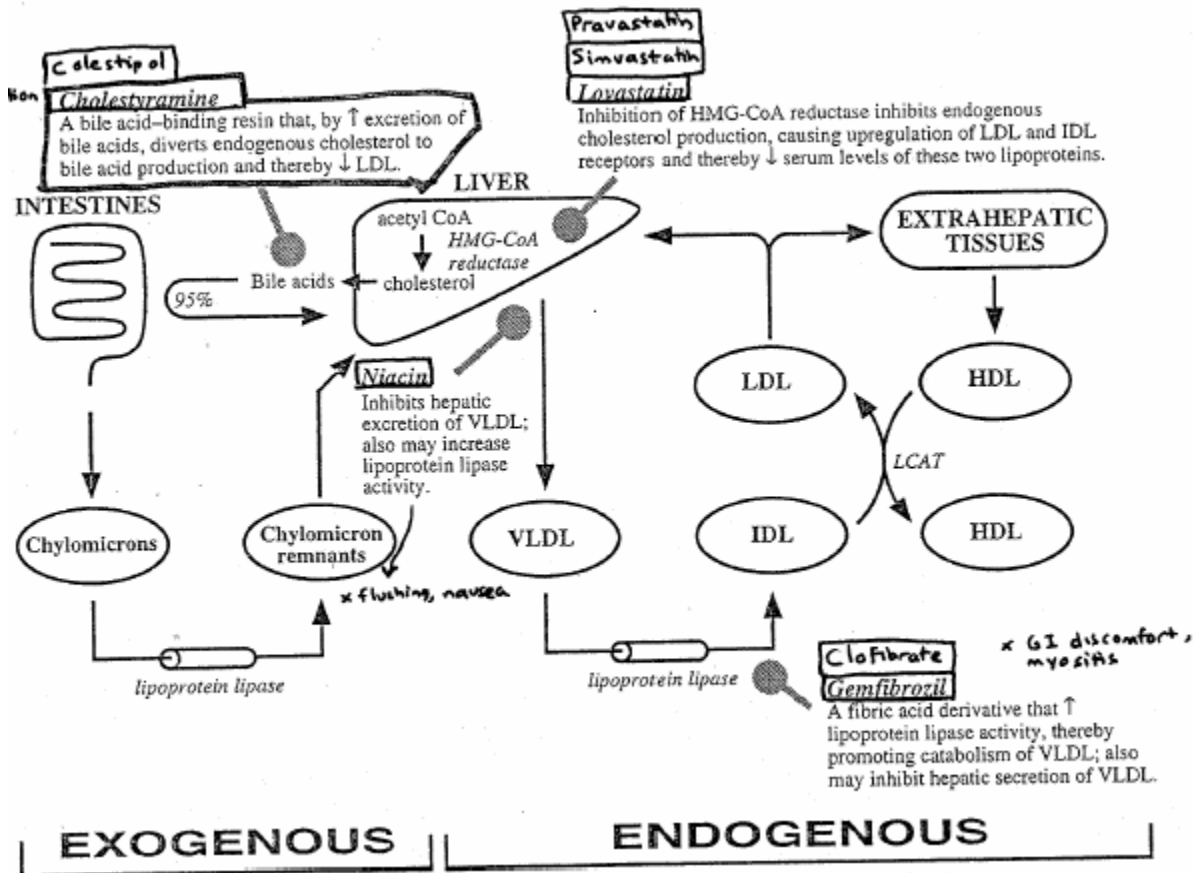 Colestipol
Cholestyramine
A bile acid–binding resin that, by ↑ excretion of
bile acids, diverts endogenous cholesterol to
bile acid production and thereby ↓ LDL.
Pravastatin
Simvastatin
Lovastatin
Inhibition of HMG-CoA reductase inhibits endogenous
cholesterol production, causing upregulation of LDL and IDL
receptors and thereby ↓ serum levels of these two lipoproteins.
INTESTINES
LIVER
acetyl CoA
HMG-CoA
reductase
Bile acids
cholesterol
95%
EXTRAHEPATIC
TISSUES
Niacin
Inhibits hepatic
excretion of VLDL;
also may increase
lipoprotein lipase
activity.
LDL
HDL
LCAT
Chylomicrons
Chylomicron
remnants
VLDL
IDL
HDL
x flushing, nausea
lipoprotein lipase
lipoprotein lipase
Clofibrate
x GI discomfort,
myositis
Gemfibrozil
A fibric acid derivative that ↑
lipoprotein lipase activity, thereby
promoting catabolism of VLDL; also
may inhibit hepatic secretion of VLDL.
EXOGENOUS
ENDOGENOUS